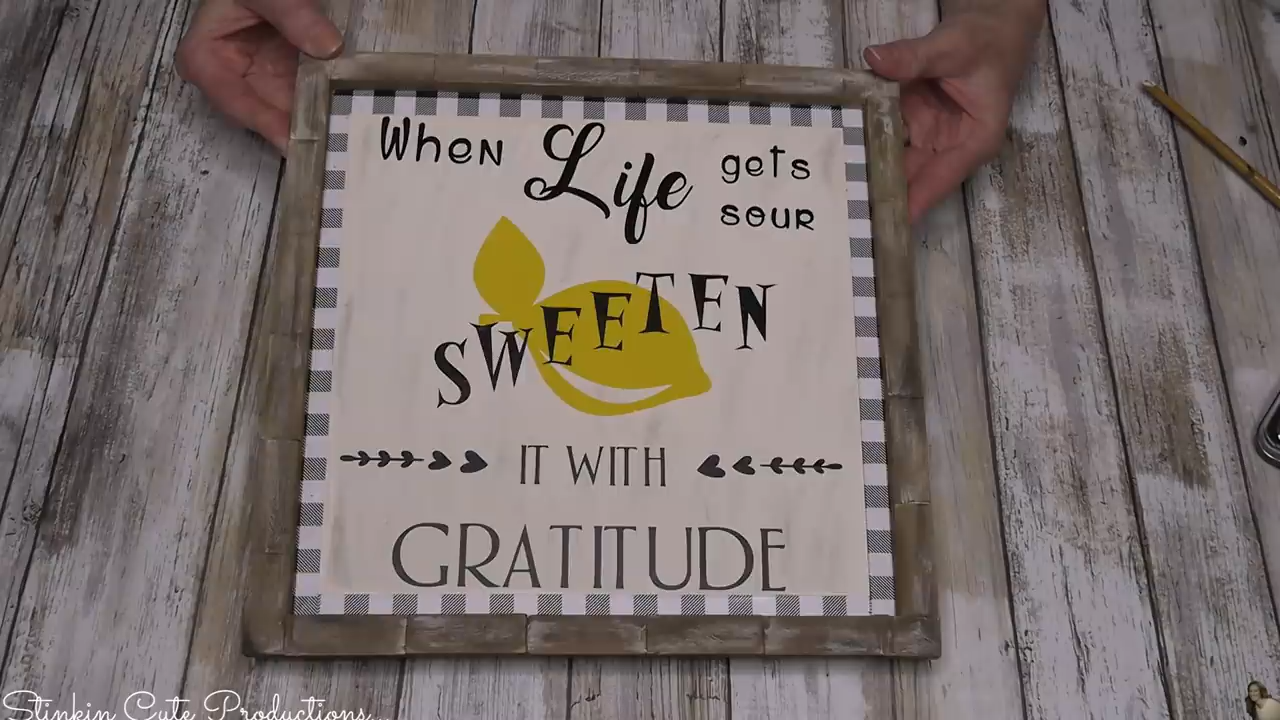 When Life gets
sour
SWEETEN
IT WITH
GRATITUDE
Stinkin Cute Productions...